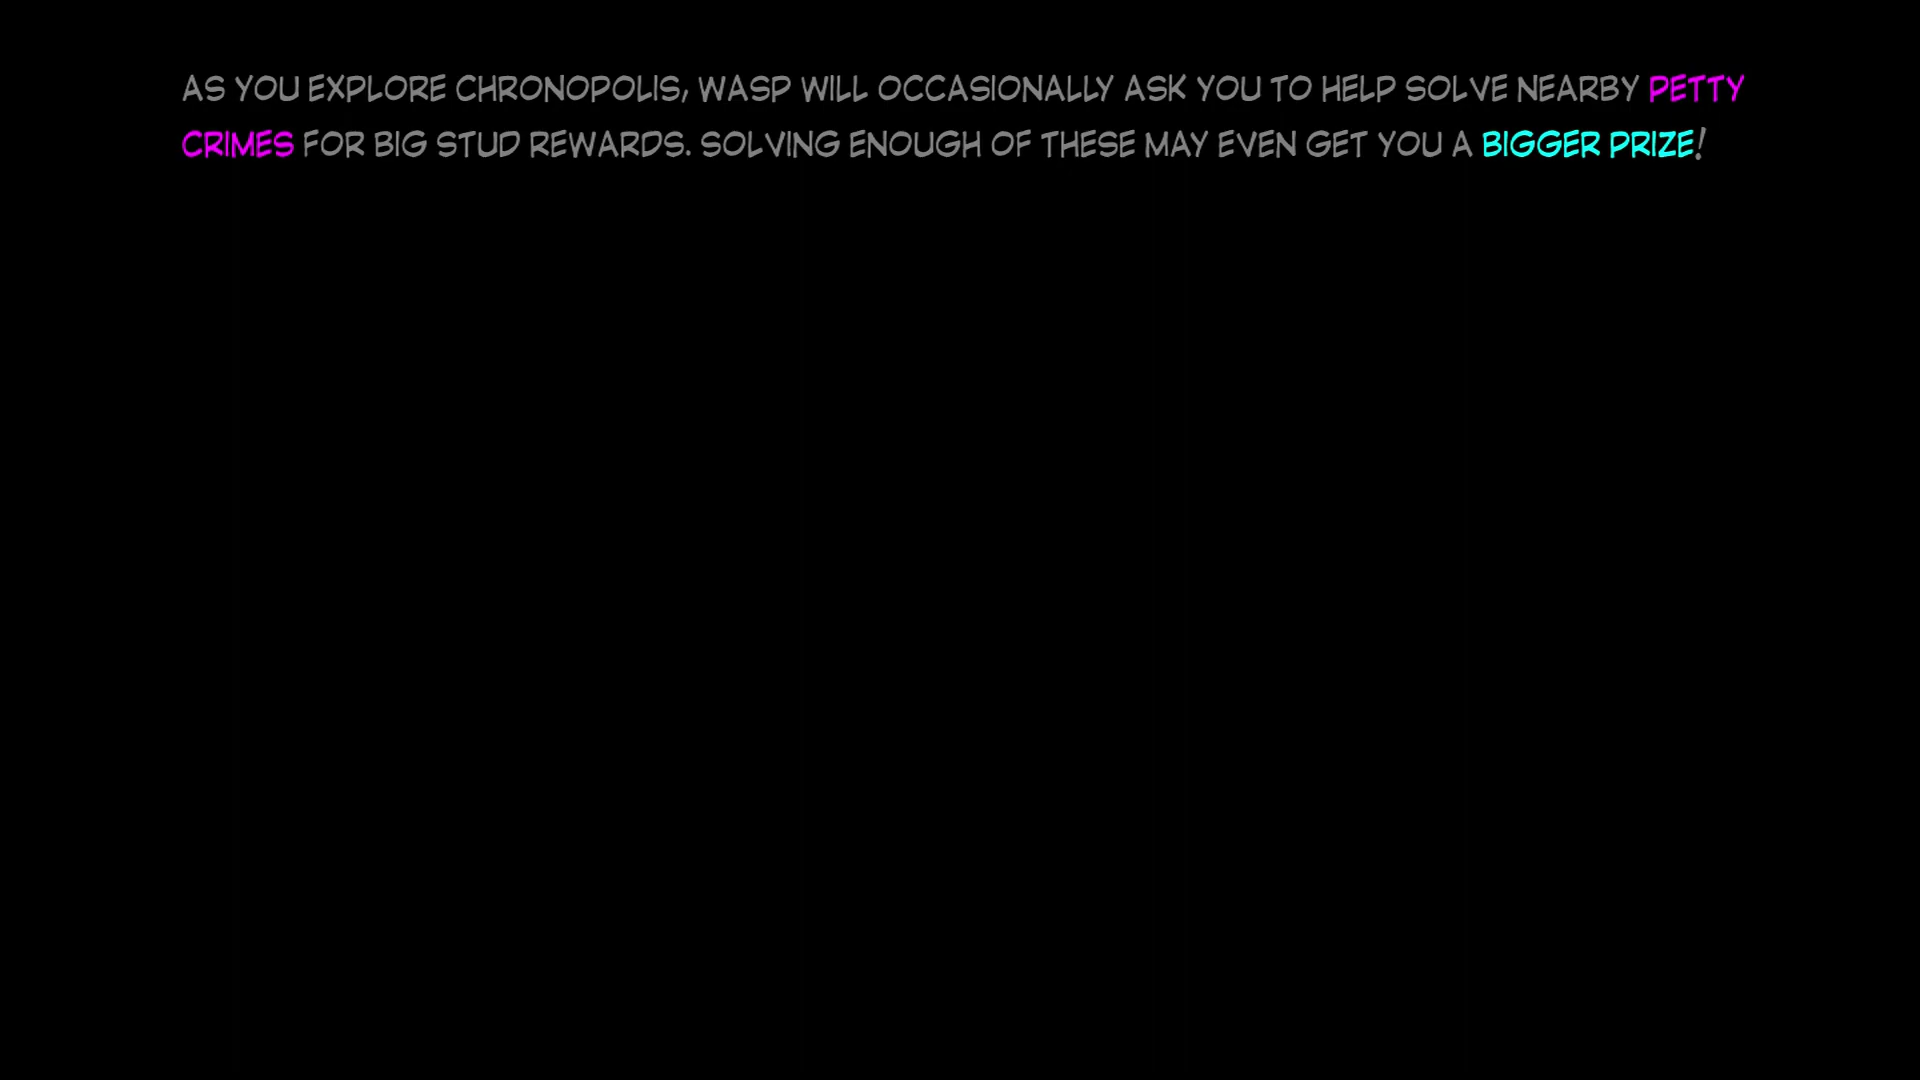 AS YOU EXPLORE CHRONOPOLIS, WASP WILL OCCASIONALLY ASK YOU TO HELP SOLVE NEARBY PETTY
CRIMES FOR BIG STUD REWARDS. SOLVING ENOUGH OF THESE MAY EVEN GET YOU A BIGGER PRIZE!